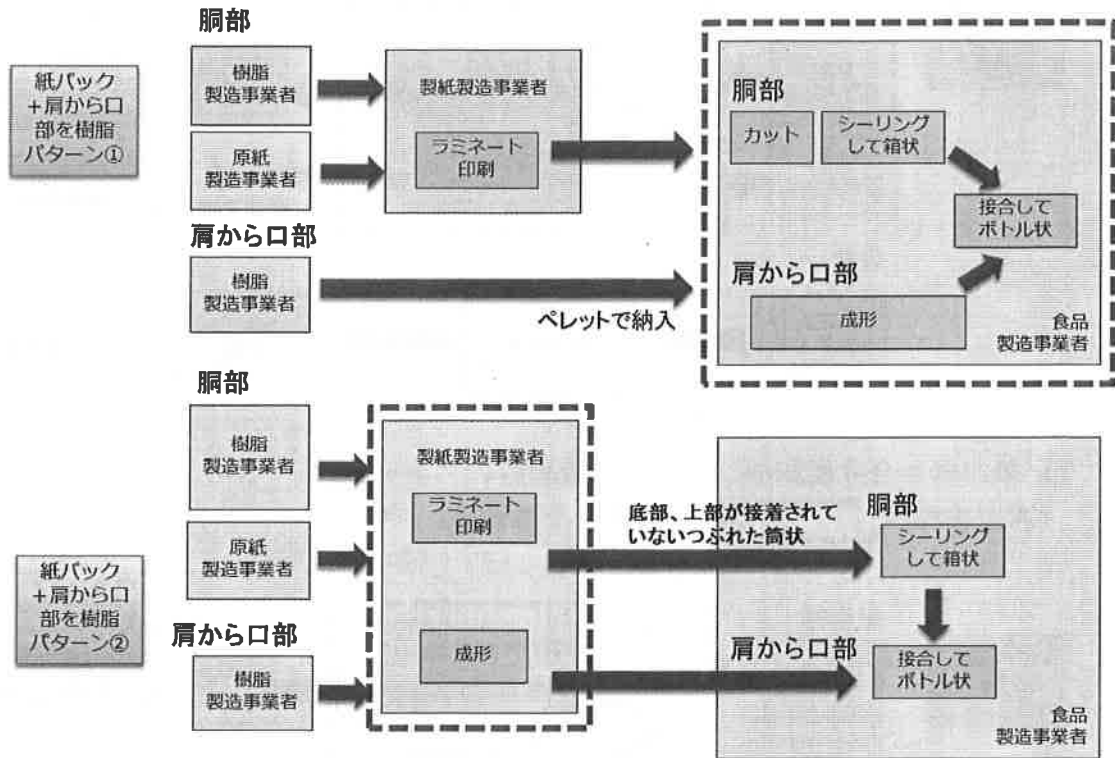 紙パック
＋肩から口
部を樹脂
パターン①
胴部
樹脂
製造事業者
原紙
製造事業者
肩から口部
樹脂
製造事業者
製紙製造事業者
ラミネート
印刷
ペレットで納入
胴部
カット
シーリング
して箱状
接合して
ボトル状
肩から口部
成形
食品
製造事業者
紙パック
＋肩から口
部を樹脂
パターン②
胴部
樹脂
製造事業者
原紙
製造事業者
肩から口部
樹脂
製造事業者
製紙製造事業者
ラミネート
印刷
成形
底部、上部が接着されて
いないつぶれた筒状
胴部
シーリング
して箱状
肩から口部
接合して
ボトル状
食品
製造事業者